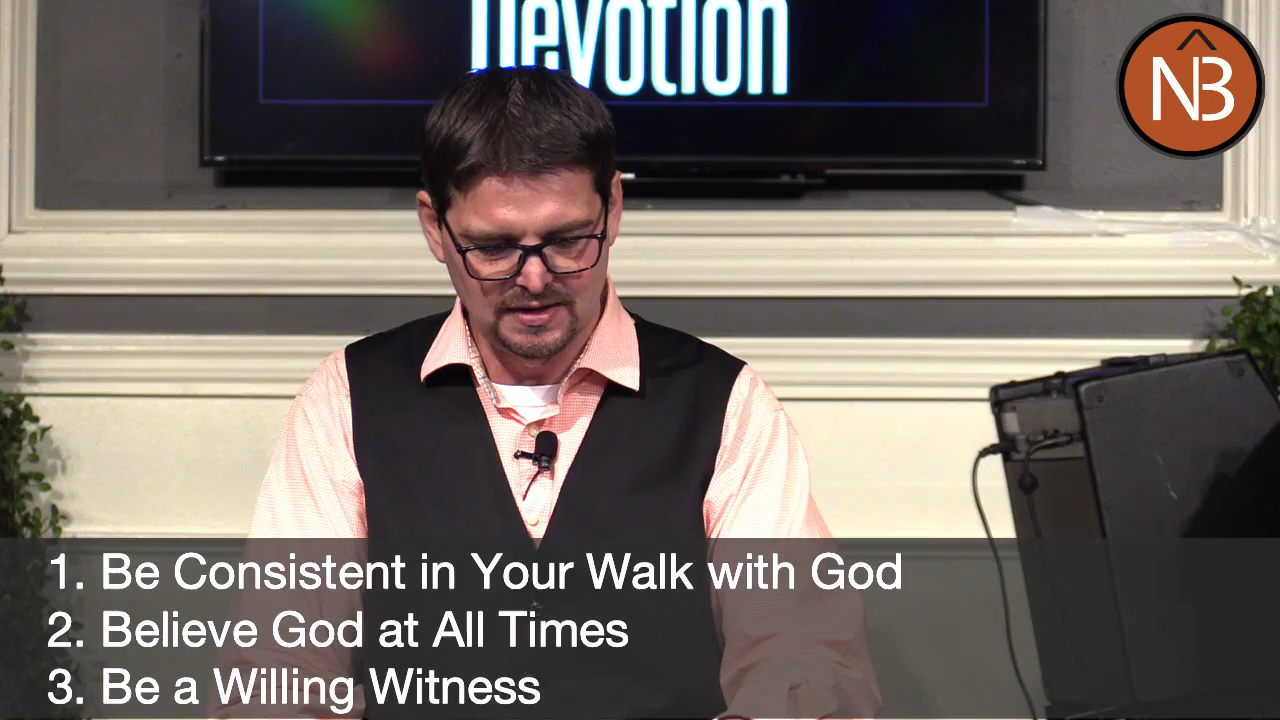 Devotion
NB
1. Be Consistent in Your Walk with God
2. Believe God at All Times
3. Be a Willing Witness